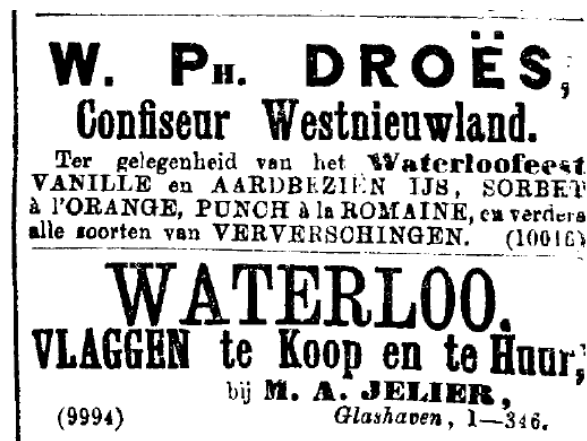 W. PH. DROËS,
Confiseur Westnieuwland.
Ter gelegenheid van het Waterloofeest
VANILLE en AARDBEZIËN IJS, SORBET
à l'ORANGE, PUNCH à la ROMAINE, en verders
alle soorten van VERVERSCHINGEN. (10016)
WATERLOO.
VLAGGEN te Koop en te Huur,
bij M. A. JELIER,
(9994) Glashaven, 1—346.